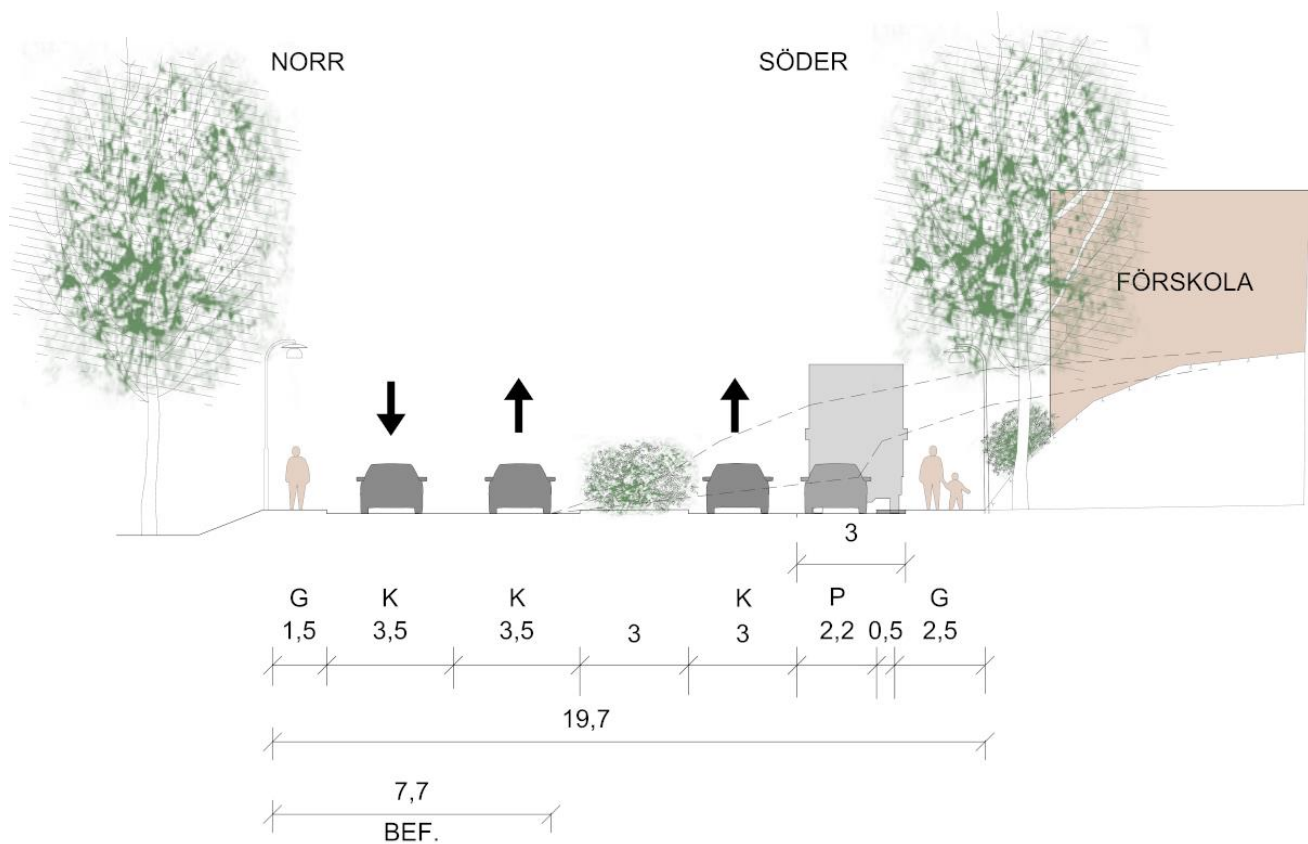 NORR SÖDER
FÖRSKOLA
3
G K K K P G
1,5 3,5 3,5 3 3 2,2 0,5 2,5
19,7
7,7
BEF.